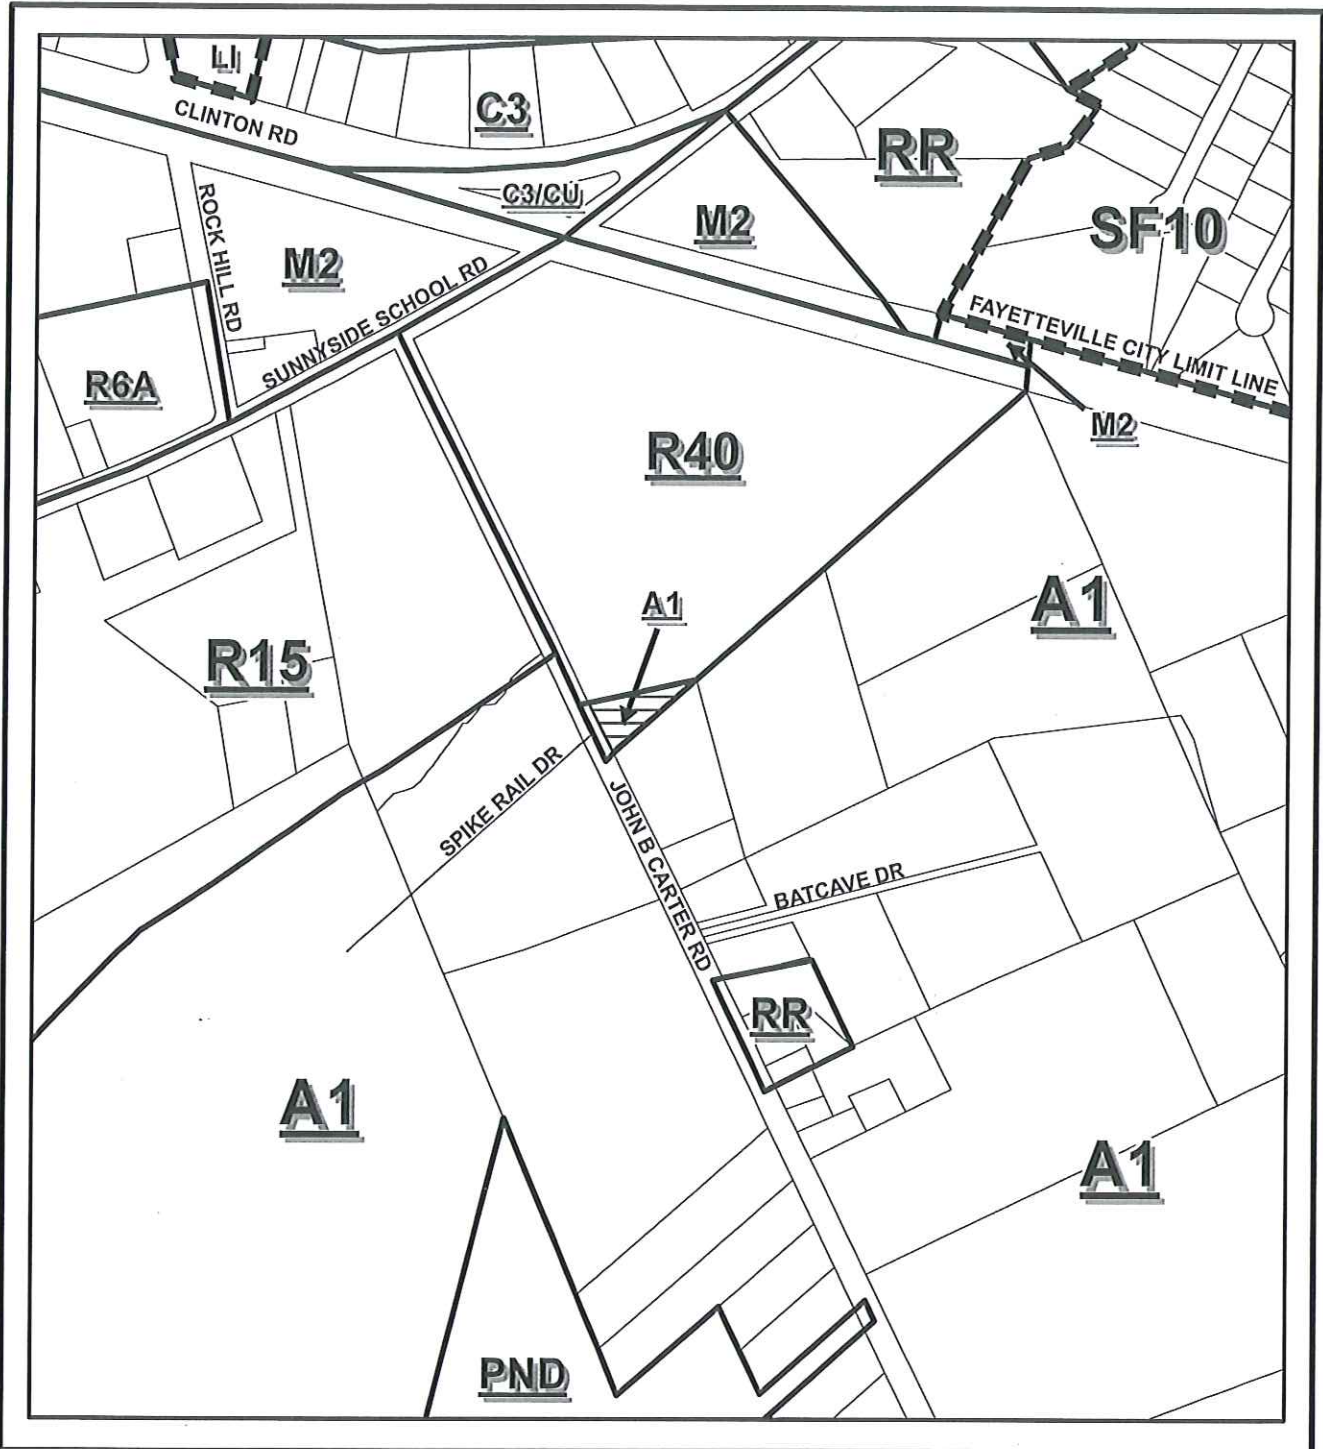 LI
CLINTON RD
C3
RR
C3/CU
M2
SF10
ROCK HILL RD
M2
SUNNYSIDE SCHOOL RD
FAYETTEVILLE CITY LIMIT LINE
R6A
M2
R40
A1
A1
R15
SPIKE RAIL DR
JOHN B CARTER RD
BATCAVE DR
RR
A1
A1
PND